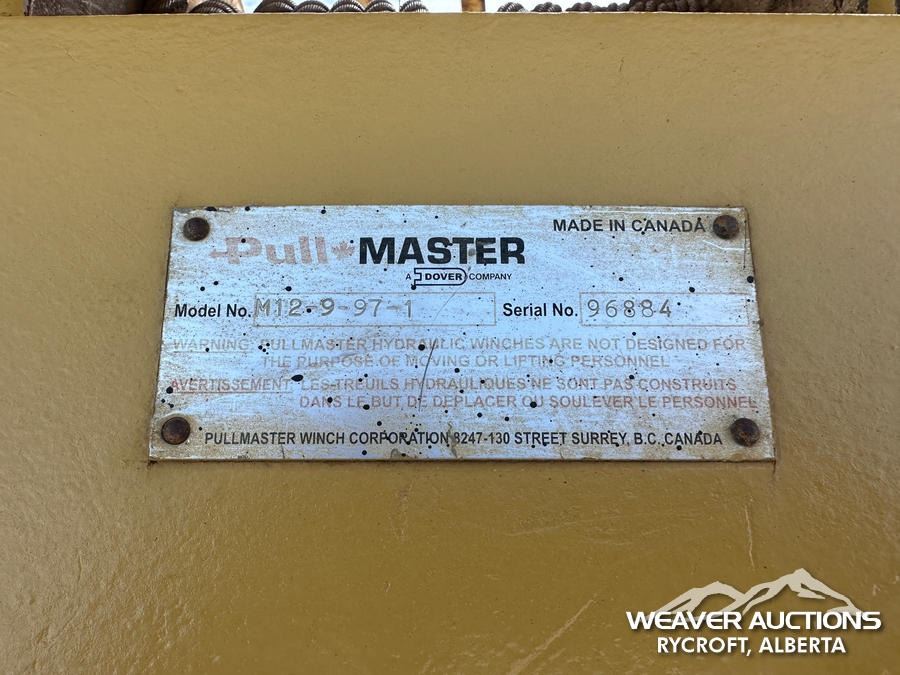 MADE IN CANADA
Pull MASTER
A DOVER COMPANY
Model No. M12-9-97-1 Serial No. 96884
WARNING: PULLMASTER HYDRAULIC WINCHES ARE NOT DESIGNED FOR
THE PURPOSE OF MOVING OR LIFTING PERSONNEL
AVERTISSEMENT: LES TREUILS HYDRAULIQUES NE SONT PAS CONSTRUITS
DANS LE BUT DE DEPLACER OU SOULEVER LE PERSONNEL
PULLMASTER WINCH CORPORATION 8247-130 STREET SURREY, B.C. CANADA
WEAVER AUCTIONS
RYCROFT, ALBERTA